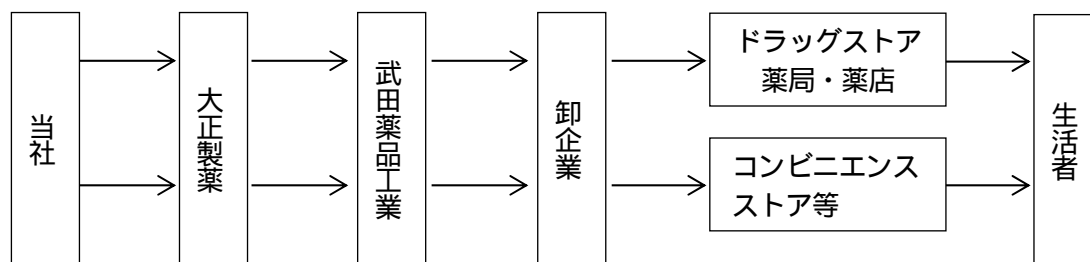 当社
大正製薬
武田薬品工業
卸企業
ドラッグストア
薬局・薬店
コンビニエンス
ストア等
生活者